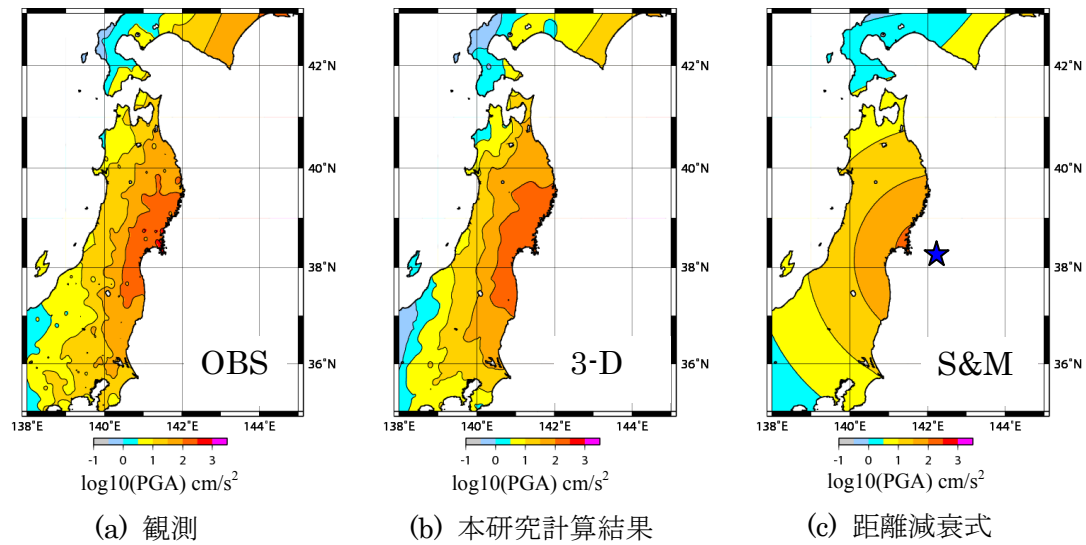 42°N
40°N
38°N
36°N
OBS
138°E 140°E 142°E 144°E
-1 0 1 2 3
log10(PGA) cm/s²
(a) 観測
42°N
40°N
38°N
36°N
3-D
138°E 140°E 142°E 144°E
-1 0 1 2 3
log10(PGA) cm/s²
(b) 本研究計算結果
42°N
40°N
38°N
36°N
S&M
138°E 140°E 142°E 144°E
-1 0 1 2 3
log10(PGA) cm/s²
(c) 距離減衰式